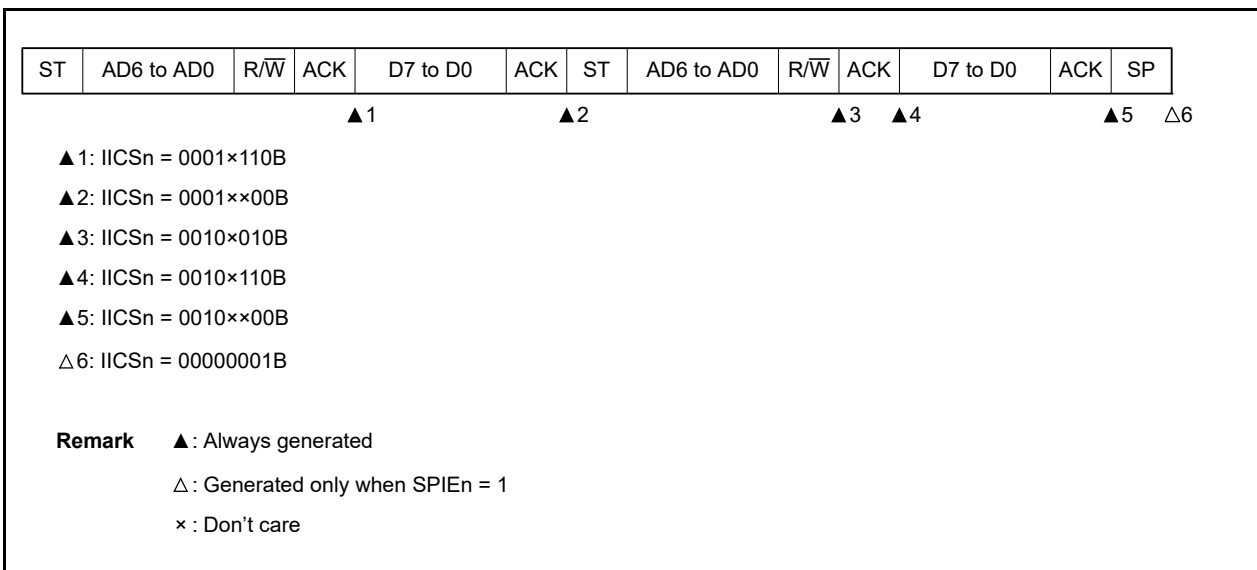 ST AD6 to AD0 R/W̅ ACK D7 to D0 ACK ST AD6 to AD0 R/W̅ ACK D7 to D0 ACK SP
▲1 ▲2 ▲3 ▲4 ▲5 △6
▲1: IICSn = 0001×110B
▲2: IICSn = 0001××00B
▲3: IICSn = 0010×010B
▲4: IICSn = 0010×110B
▲5: IICSn = 0010××00B
△6: IICSn = 00000001B
Remark ▲: Always generated
△: Generated only when SPIEn = 1
×: Don't care